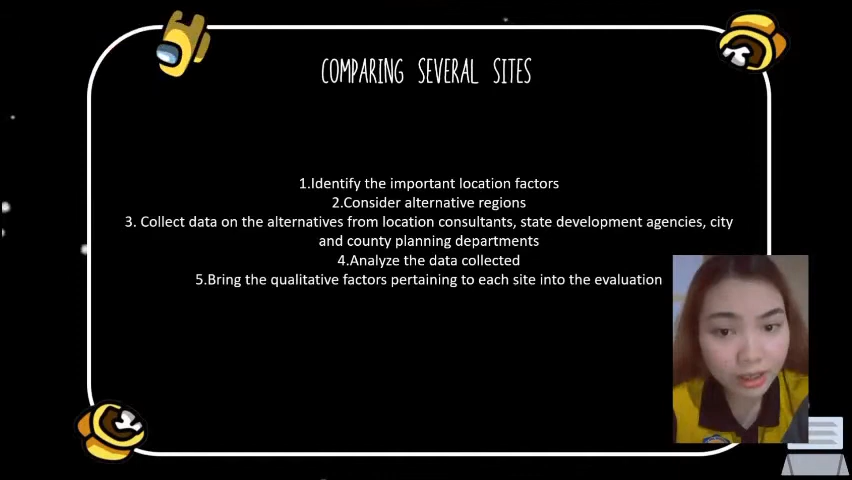 COMPARING SEVERAL SITES
1.Identify the important location factors
2.Consider alternative regions
3. Collect data on the alternatives from location consultants, state development agencies, city
and county planning departments
4.Analyze the data collected
5.Bring the qualitative factors pertaining to each site into the evaluation